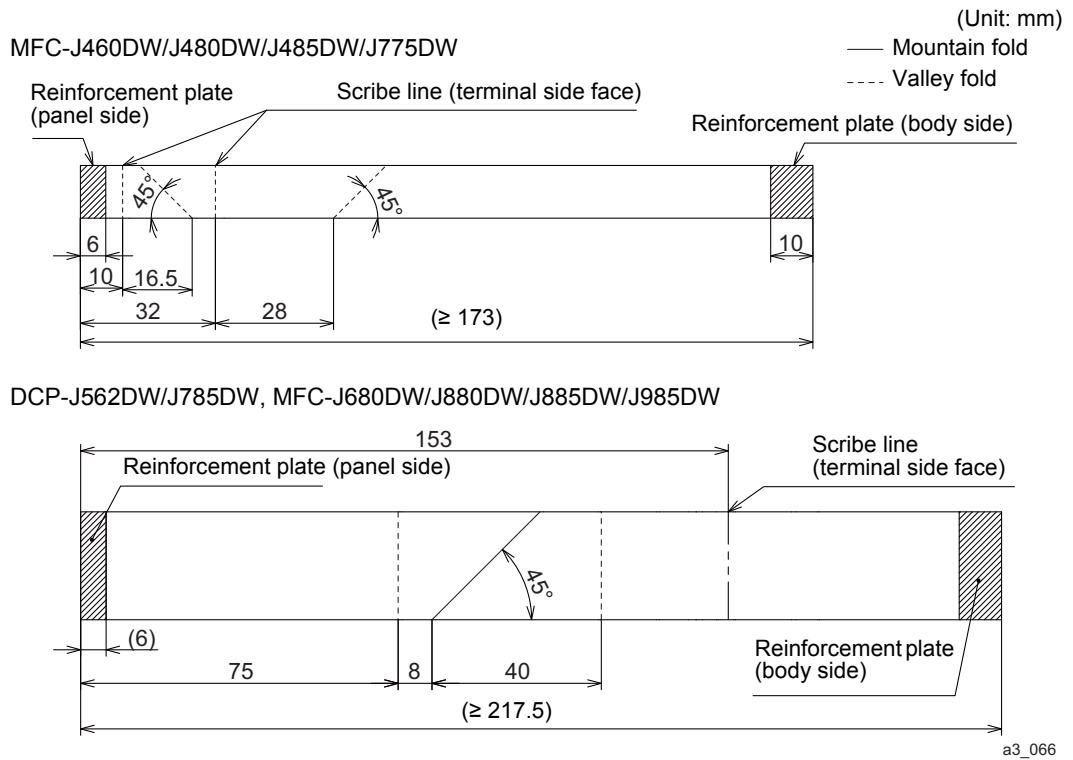 (Unit: mm)
MFC-J460DW/J480DW/J485DW/J775DW
Mountain fold
Valley fold
Reinforcement plate
(panel side)
Scribe line (terminal side face)
Reinforcement plate (body side)
45°
45°
6
10
10
16.5
32
28
(≥ 173)
DCP-J562DW/J785DW, MFC-J680DW/J880DW/J885DW/J985DW
153
Reinforcement plate (panel side)
Scribe line
(terminal side face)
45°
(6)
75
8
40
Reinforcement plate
(body side)
(≥ 217.5)
a3_066